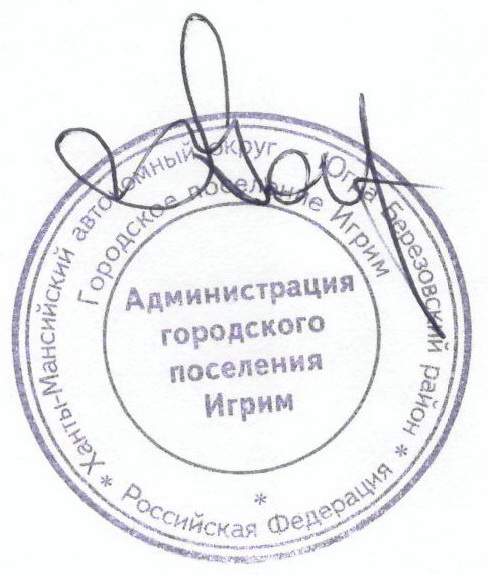 * Российская Федерация * Ханты-Мансийский автономный округ Югра Березовский район
Городское поселение Игрим
Администрация
городского
поселения
Игрим
*